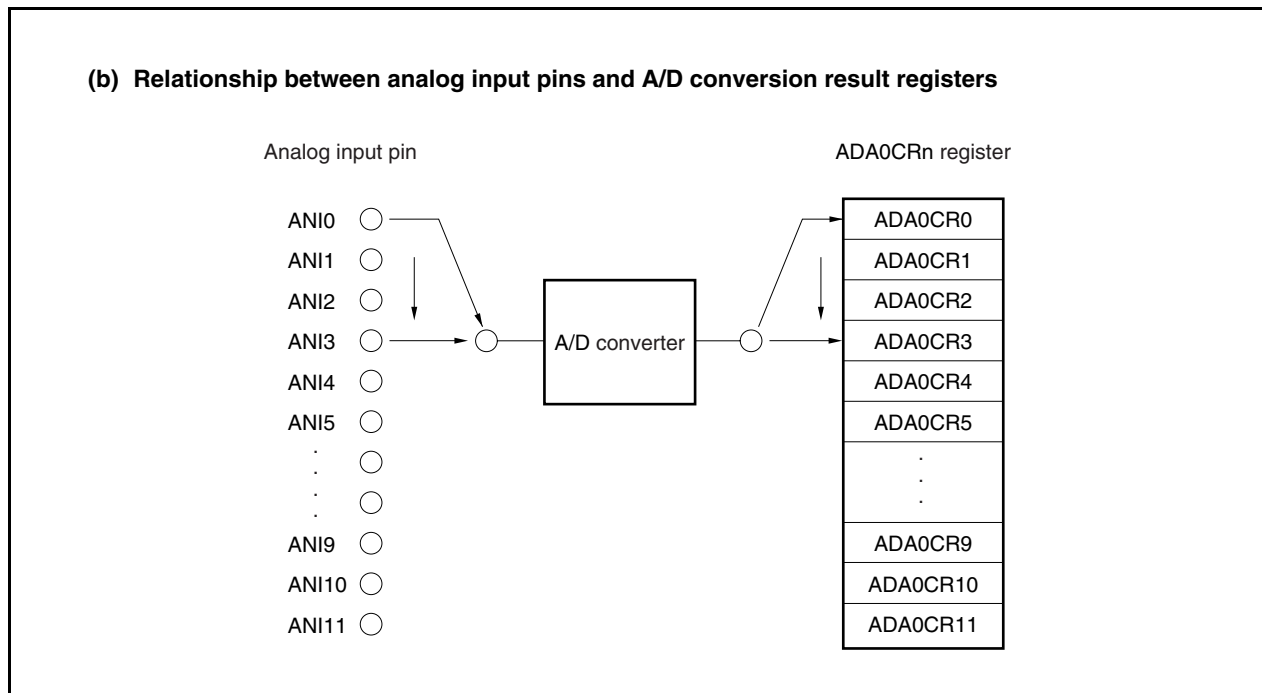 (b) Relationship between analog input pins and A/D conversion result registers
Analog input pin
ADA0CRn register
ANI0
ANI1
ANI2
ANI3
ANI4
ANI5
.
.
.
.
ANI9
ANI10
ANI11
A/D converter
ADA0CR0
ADA0CR1
ADA0CR2
ADA0CR3
ADA0CR4
ADA0CR5
.
.
.
ADA0CR9
ADA0CR10
ADA0CR11